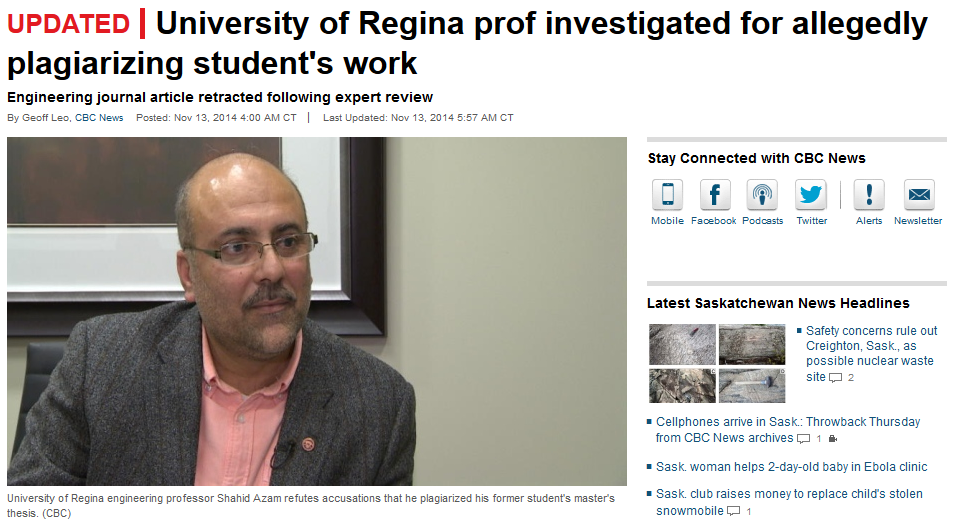 UPDATED | University of Regina prof investigated for allegedly
plagiarizing student's work
Engineering journal article retracted following expert review
By Geoff Leo, CBC News Posted: Nov 13, 2014 4:00 AM CT | Last Updated: Nov 13, 2014 5:57 AM CT
University of Regina engineering professor Shahid Azam refutes accusations that he plagiarized his former student's master's
thesis. (CBC)
Stay Connected with CBC News
Mobile Facebook Podcasts Twitter Alerts Newsletter
Latest Saskatchewan News Headlines
Safety concerns rule out
Creighton, Sask., as
possible nuclear waste
site 2
Cellphones arrive in Sask.: Throwback Thursday
from CBC News archives 1
Sask. woman helps 2-day-old baby in Ebola clinic
Sask. club raises money to replace child's stolen
snowmobile 1